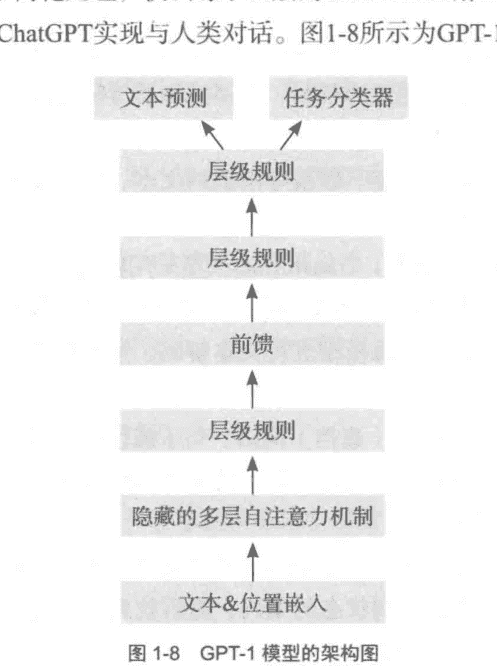 ChatGPT实现与人类对话。图1-8所示为GPT-1
文本预测 任务分类器
层级规则
层级规则
前馈
层级规则
隐藏的多层自注意力机制
文本&位置嵌入
图 1-8 GPT-1 模型的架构图